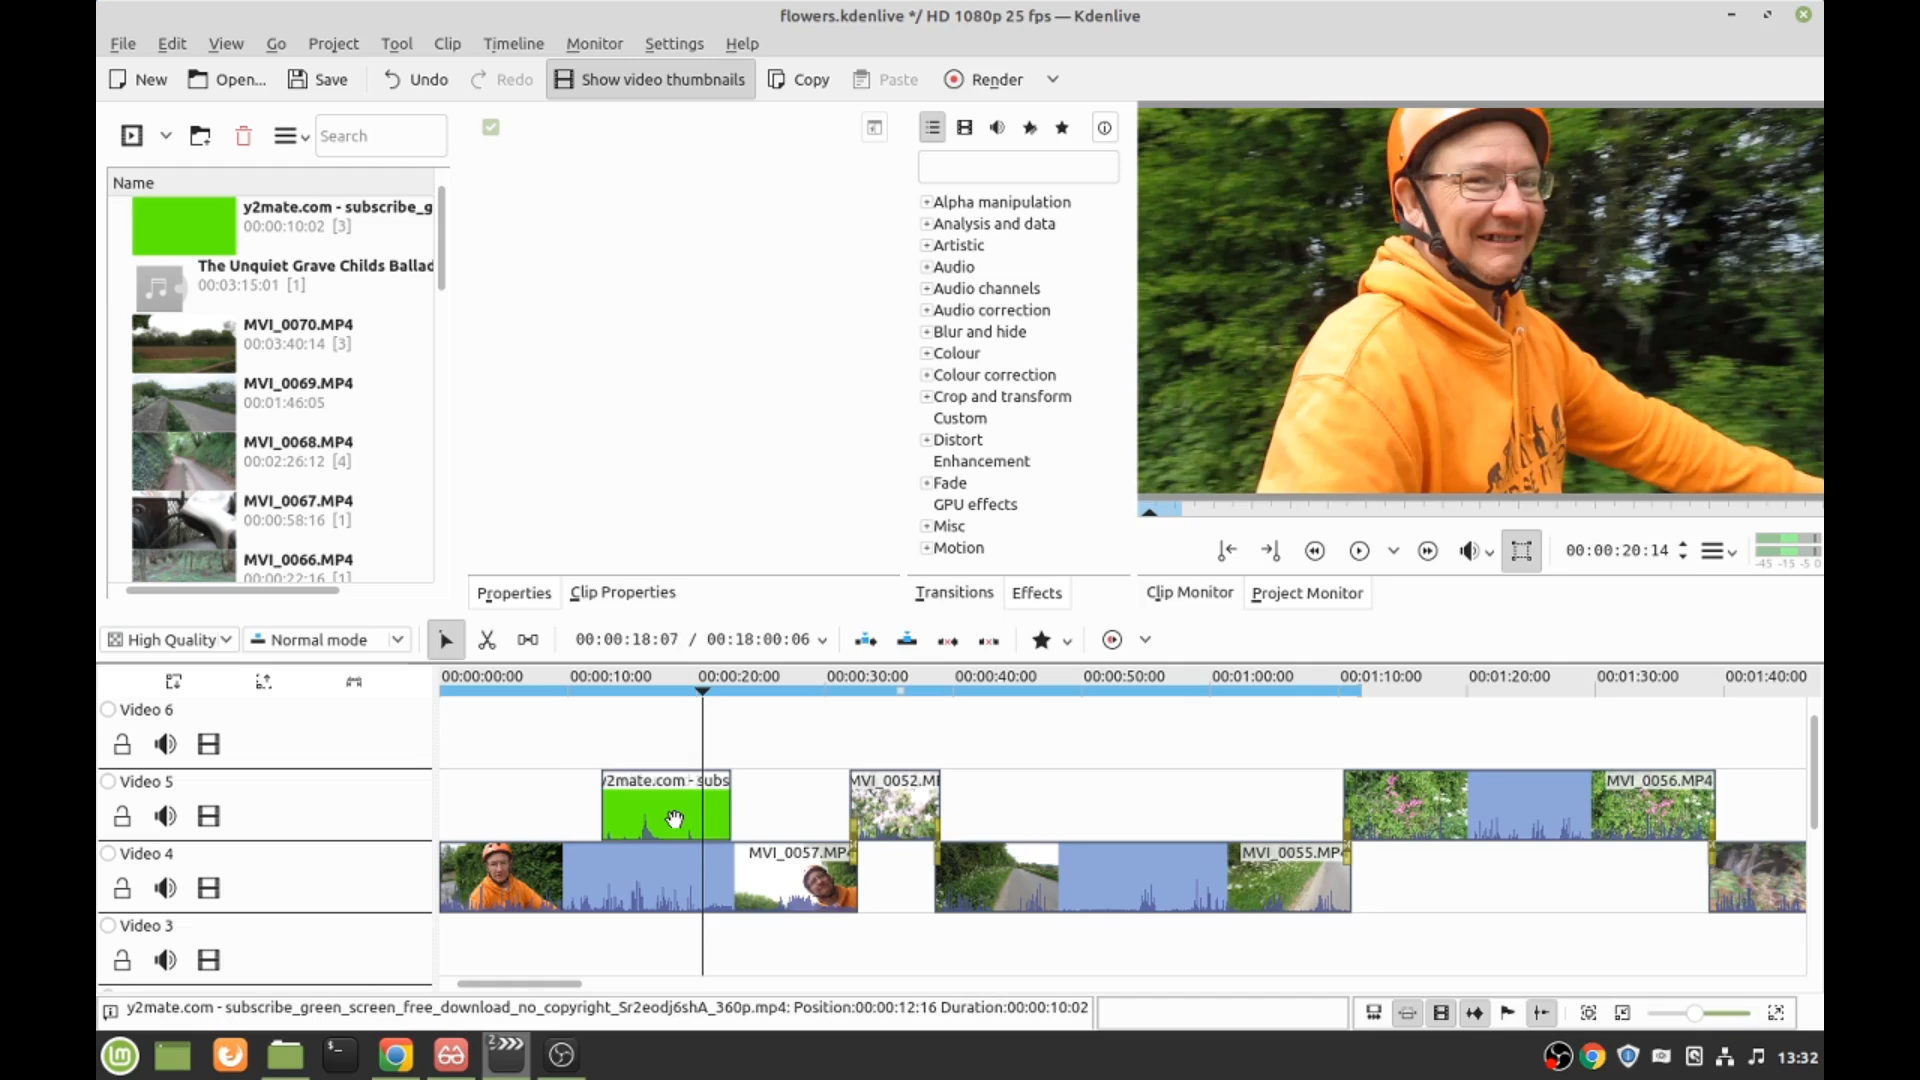 flowers.kdenlive */ HD 1080p 25 fps — Kdenlive
File Edit View Go Project Tool Clip Timeline Monitor Settings Help
New Open... Save Undo Redo Show video thumbnails Copy Paste Render
Search
Name
y2mate.com - subscribe_g
00:00:10:02 [3]
The Unquiet Grave Childs Ballad
00:03:15:01 [1]
MVI_0070.MP4
00:03:40:14 [3]
MVI_0069.MP4
00:01:46:05
MVI_0068.MP4
00:02:26:12 [4]
MVI_0067.MP4
00:00:58:16 [1]
MVI_0066.MP4
00:00:22:16 [1]
Alpha manipulation
Analysis and data
Artistic
Audio
Audio channels
Audio correction
Blur and hide
Colour
Colour correction
Crop and transform
Custom
Distort
Enhancement
Fade
GPU effects
Misc
Motion
00:00:20:14
-45 -15 -5 0
Properties Clip Properties Transitions Effects Clip Monitor Project Monitor
High Quality Normal mode 00:00:18:07 / 00:18:00:06
00:00:00:00 00:00:10:00 00:00:20:00 00:00:30:00 00:00:40:00 00:00:50:00 00:01:00:00 00:01:10:00 00:01:20:00 00:01:30:00 00:01:40:00
Video 6
Video 5
y2mate.com - subs MVI_0052.M MVI_0056.MP4
Video 4
MVI_0057.MP4 MVI_0055.MP4
Video 3
y2mate.com - subscribe_green_screen_free_download_no_copyright_Sr2eodj6shA_360p.mp4: Position:00:00:12:16 Duration:00:00:10:02
13:32